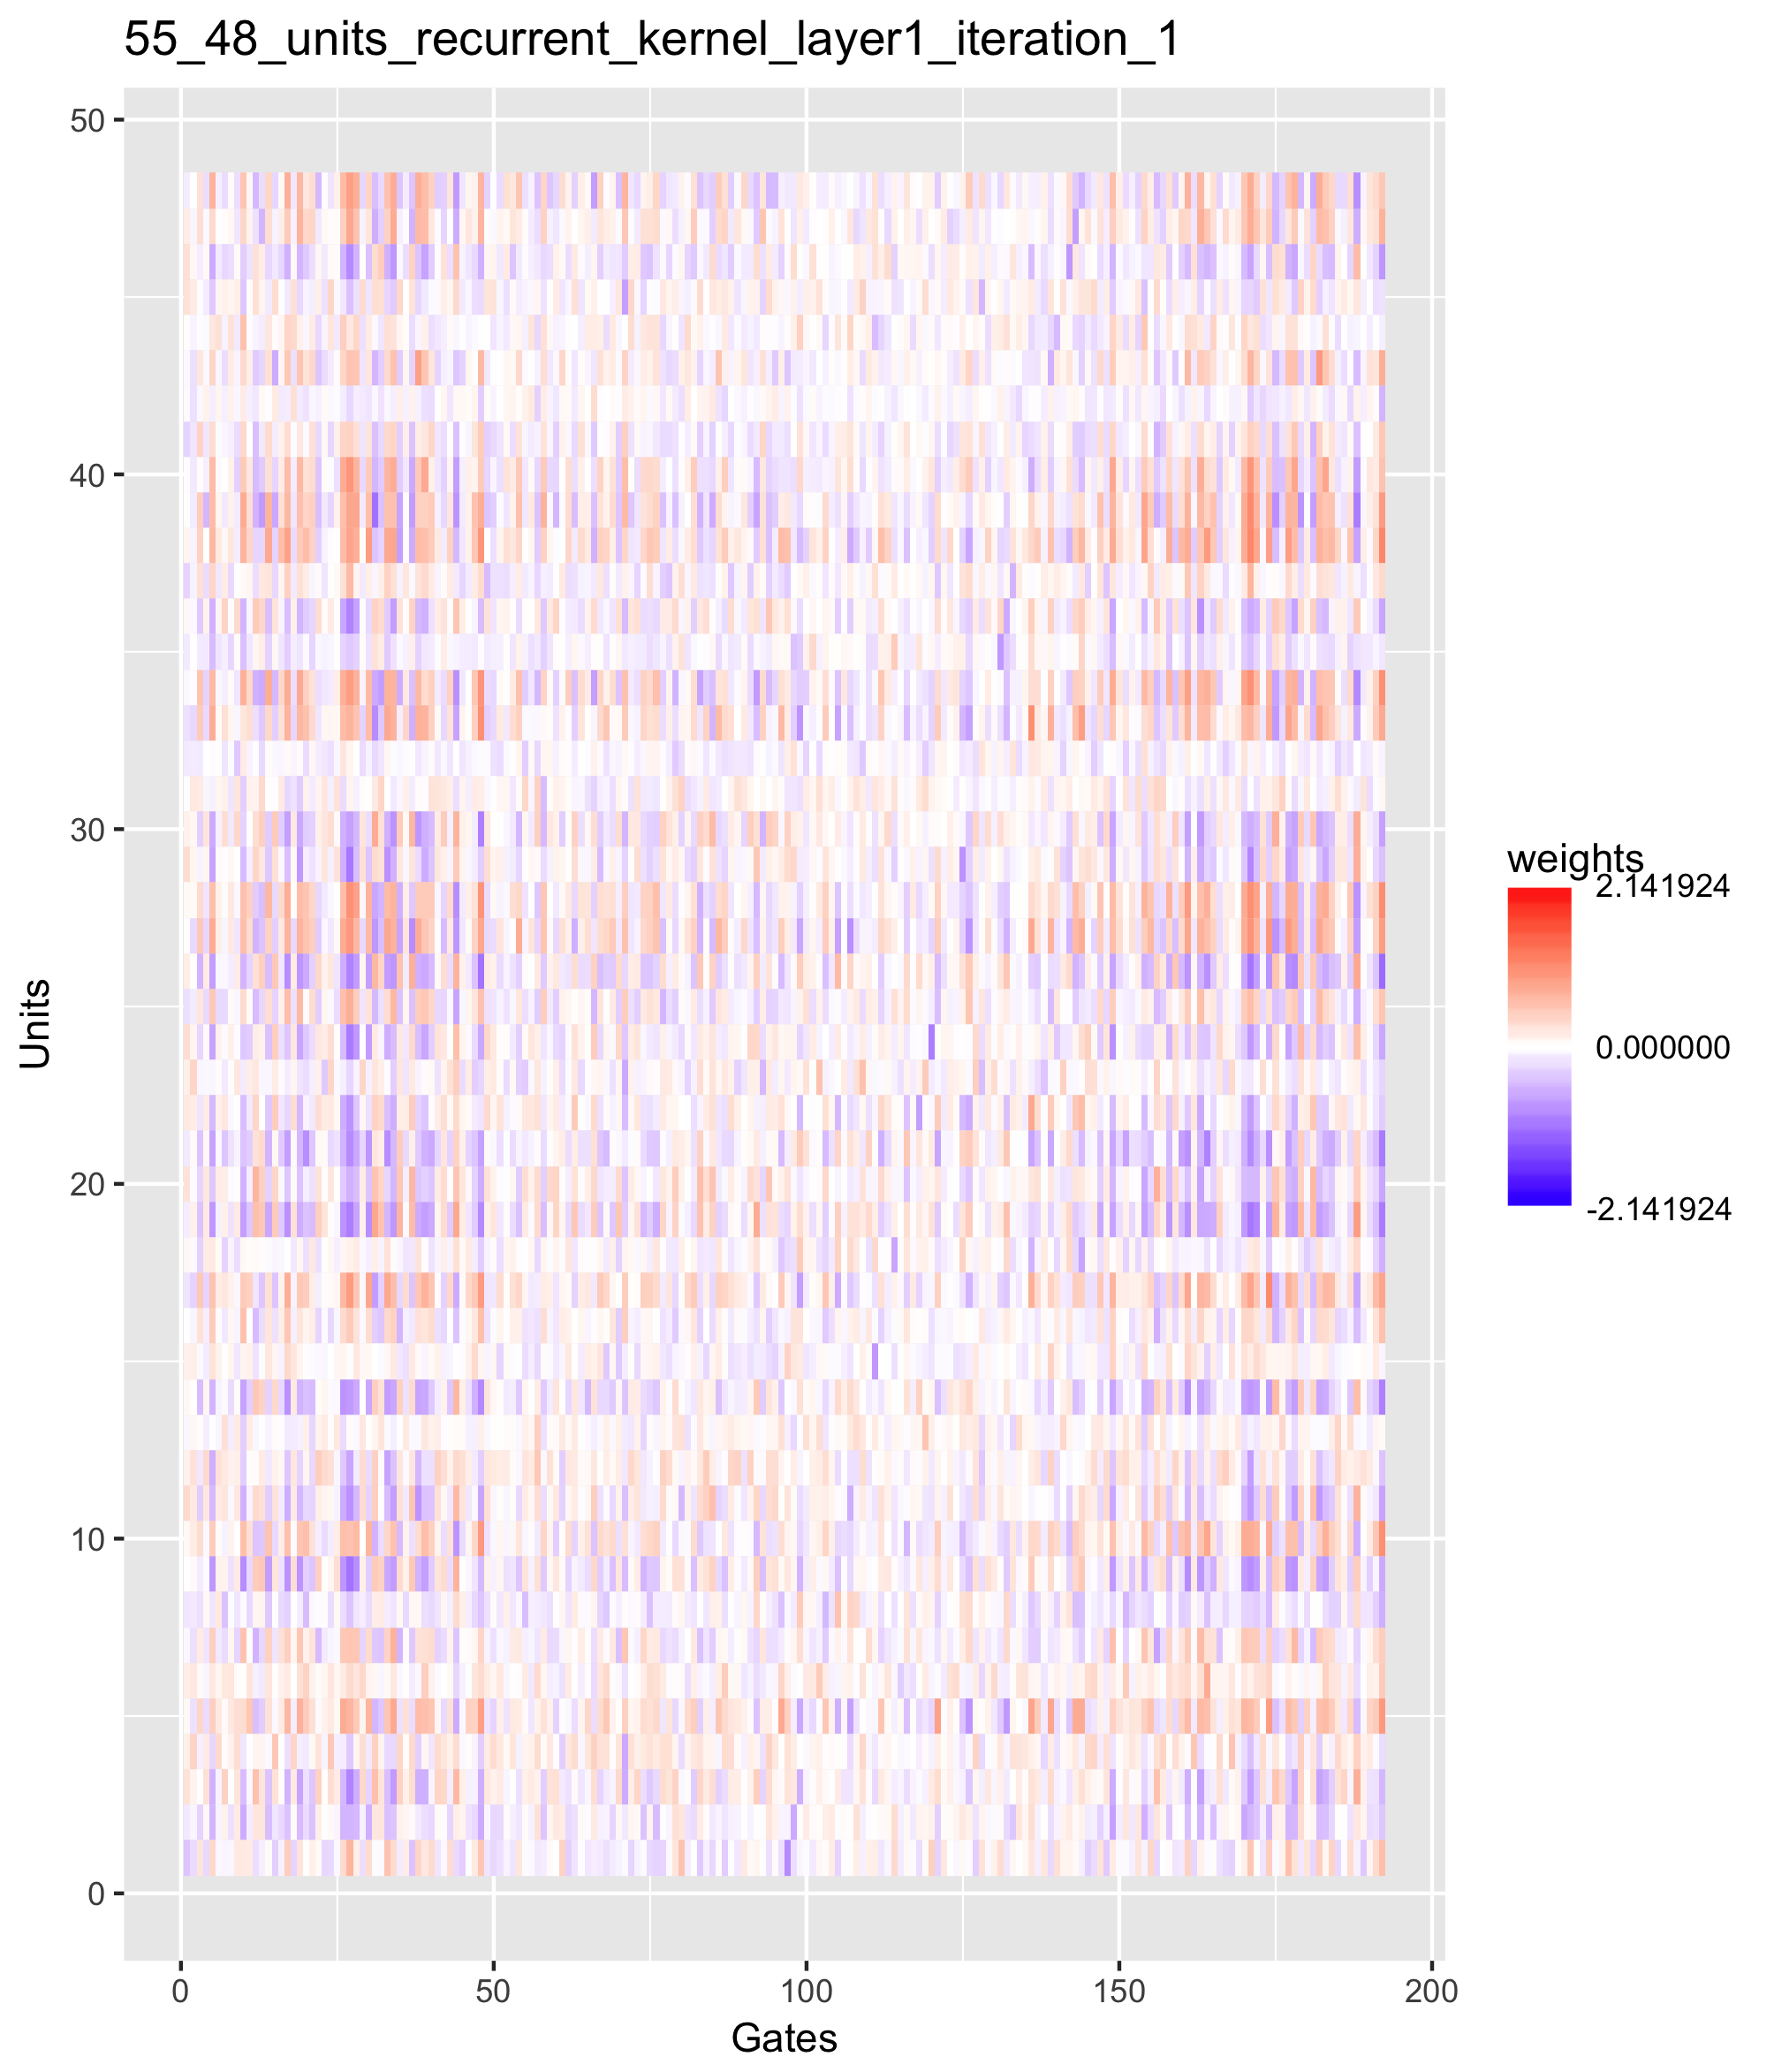 55_48_units_recurrent_kernel_layer1_iteration_1
50
40
30
20
10
0
Units
0 50 100 150 200
Gates
weights
2.141924
0.000000
-2.141924